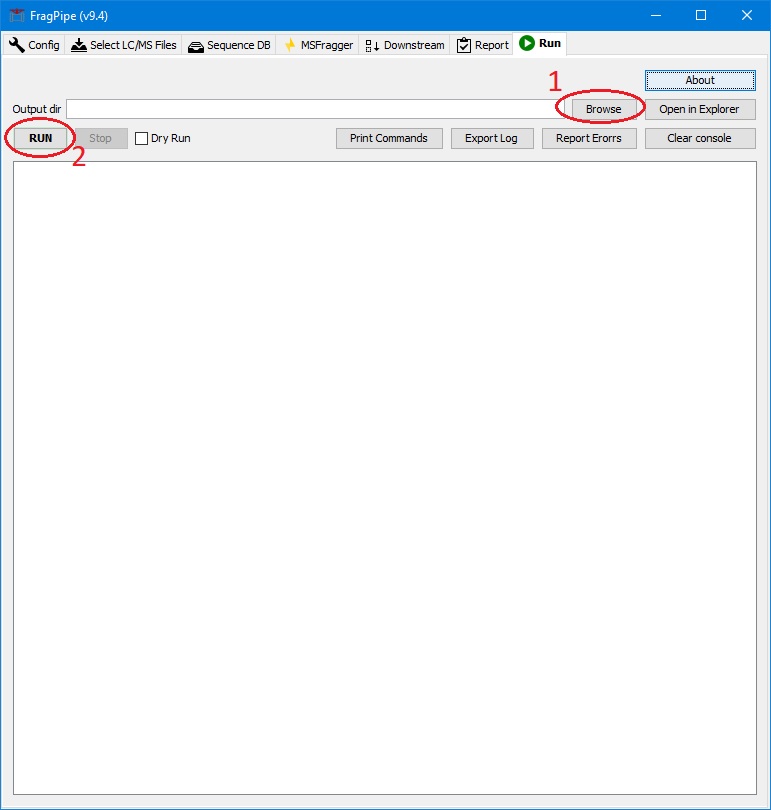 FragPipe (v9.4)
Config Select LC/MS Files Sequence DB MSFragger Downstream Report Run
1
About
Output dir Browse Open in Explorer
RUN Stop Dry Run Print Commands Export Log Report Erorrs Clear console
2